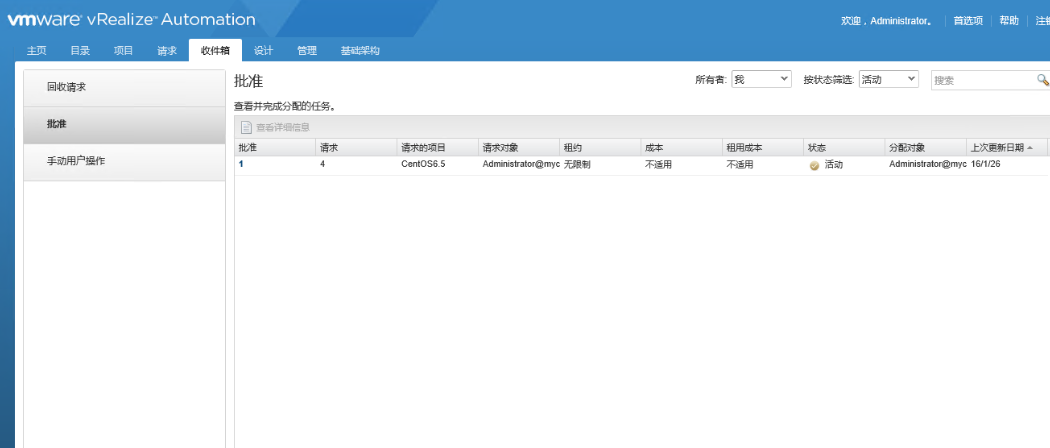 vmware vRealize™ Automation
欢迎，Administrator。 首选项 帮助
主页 目录 项目 请求 收件箱 设计 管理 基础架构
回收请求
批准
手动用户操作
批准
所有者: 我 按状态筛选: 活动 搜索
查看并完成分配的任务。
查看详细信息
批准 请求 请求的项目 请求对象 租约 成本 租用成本 状态 分配对象 上次更新日期
1 4 CentOS6.5 Administrator@myc 无限制 不适用 不适用 活动 Administrator@myc 16/1/26